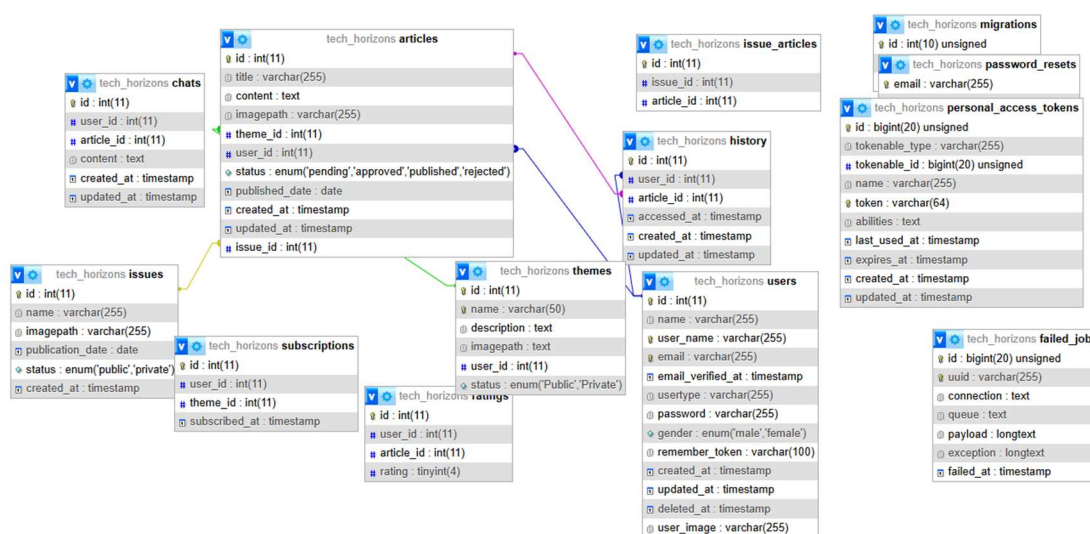 tech_horizons articles
id : int(11)
title : varchar(255)
content : text
imagepath : varchar(255)
theme_id : int(11)
user_id : int(11)
status : enum('pending','approved','published','rejected')
published_date : date
created_at : timestamp
updated_at : timestamp
issue_id : int(11)
tech_horizons chats
id : int(11)
user_id : int(11)
article_id : int(11)
content : text
created_at : timestamp
updated_at : timestamp
tech_horizons issue_articles
id : int(11)
issue_id : int(11)
article_id : int(11)
tech_horizons migrations
id : int(10) unsigned
tech_horizons password_resets
email : varchar(255)
tech_horizons personal_access_tokens
id : bigint(20) unsigned
tokenable_type : varchar(255)
tokenable_id : bigint(20) unsigned
name : varchar(255)
token : varchar(64)
abilities : text
last_used_at : timestamp
expires_at : timestamp
created_at : timestamp
updated_at : timestamp
tech_horizons history
id : int(11)
user_id : int(11)
article_id : int(11)
accessed_at : timestamp
created_at : timestamp
updated_at : timestamp
tech_horizons issues
id : int(11)
name : varchar(255)
imagepath : varchar(255)
publication_date : date
status : enum('public','private')
created_at : timestamp
tech_horizons subscriptions
id : int(11)
user_id : int(11)
theme_id : int(11)
subscribed_at : timestamp
tech_horizons themes
id : int(11)
name : varchar(50)
description : text
imagepath : text
user_id : int(11)
status : enum('Public','Private')
tech_horizons ratings
id : int(11)
user_id : int(11)
article_id : int(11)
rating : tinyint(4)
tech_horizons users
id : int(11)
name : varchar(255)
user_name : varchar(255)
email : varchar(255)
email_verified_at : timestamp
usertype : varchar(255)
password : varchar(255)
gender : enum('male','female')
remember_token : varchar(100)
created_at : timestamp
updated_at : timestamp
deleted_at : timestamp
user_image : varchar(255)
tech_horizons failed_job
id : bigint(20) unsigned
uuid : varchar(255)
connection : text
queue : text
payload : longtext
exception : longtext
failed_at : timestamp